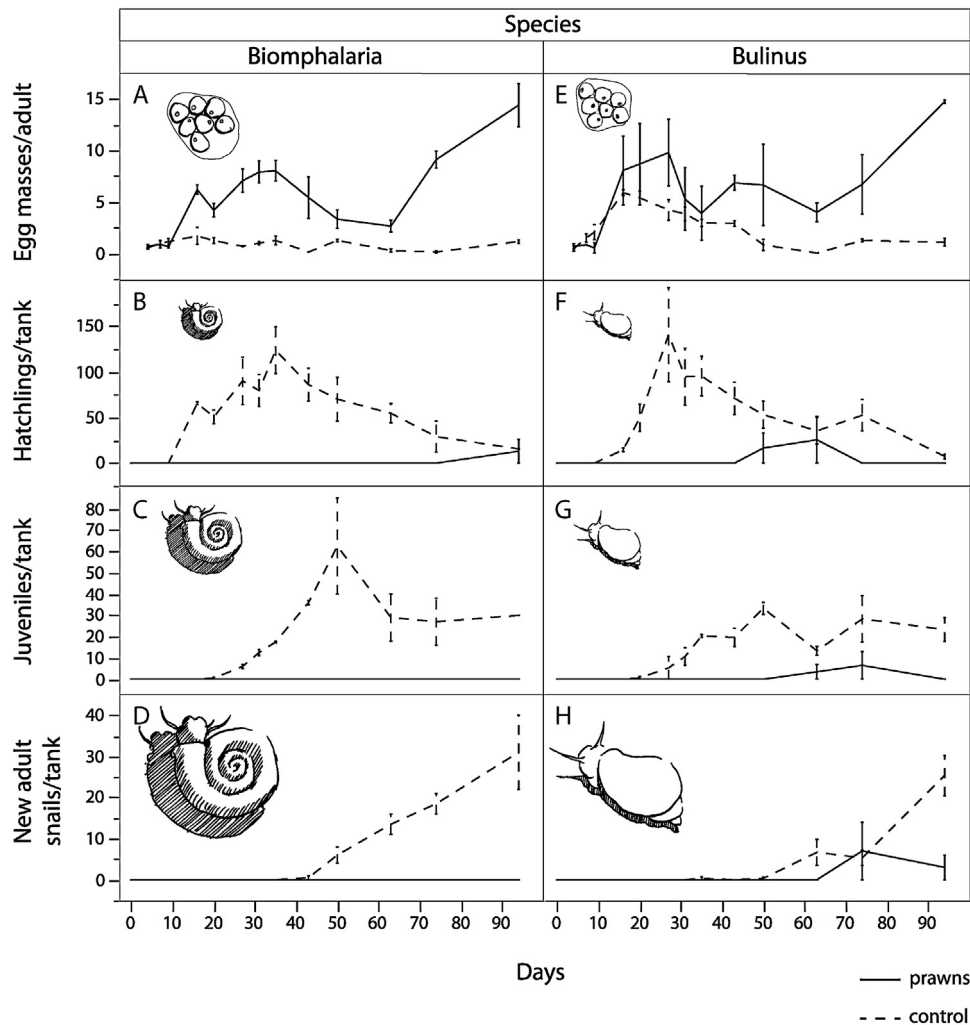 Species
Biomphalaria Bulinus
Egg masses/adult
A
E
15
10
5
0
Hatchlings/tank
B
F
150
100
50
0
Juveniles/tank
C
G
80
70
60
50
40
30
20
10
0
New adult
snails/tank
D
H
40
30
20
10
0
0 10 20 30 40 50 60 70 80 90 0 10 20 30 40 50 60 70 80 90
Days
prawns
control